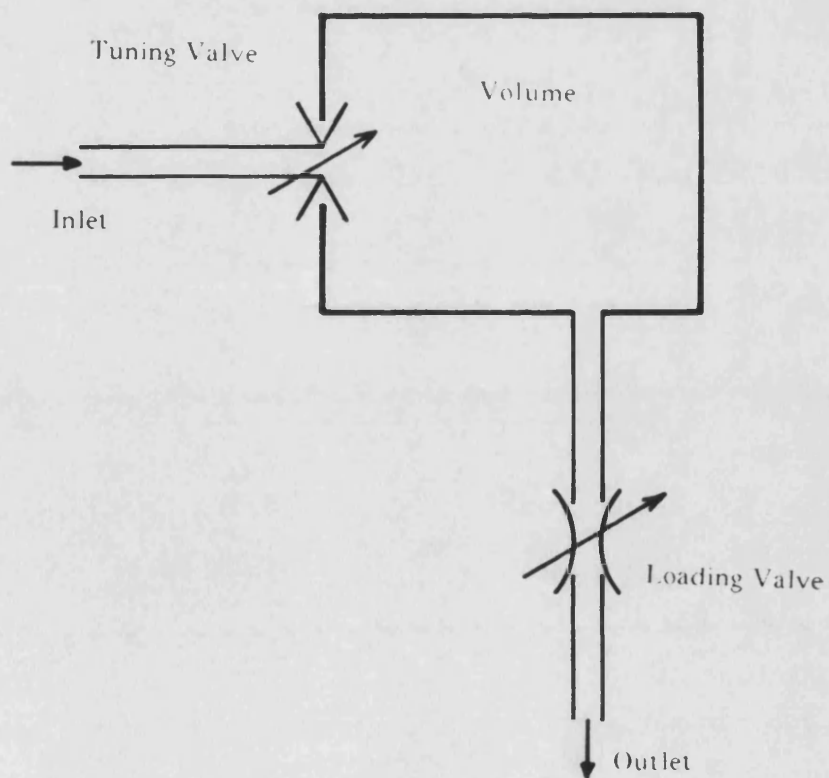 Tuning Valve
Volume
Inlet
Loading Valve
Outlet